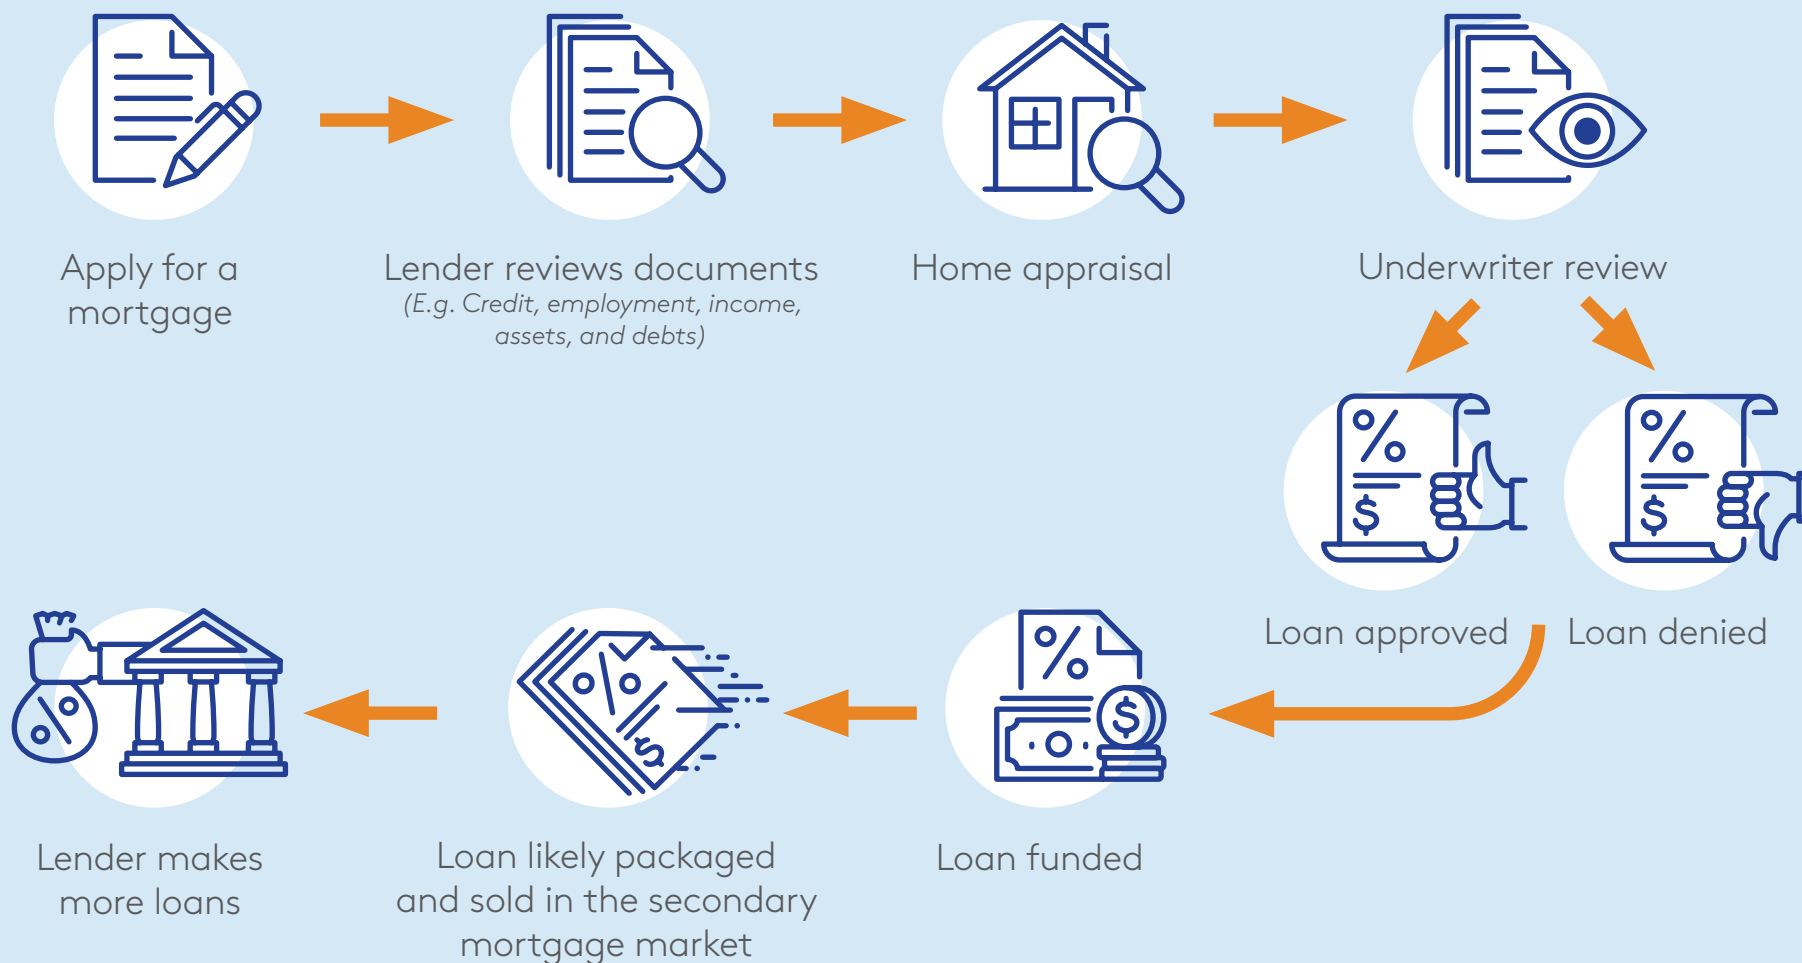 Apply for a
mortgage
Lender reviews documents
(E.g. Credit, employment, income,
assets, and debts)
Home appraisal
Underwriter review
Loan approved
Loan denied
Loan funded
Loan likely packaged
and sold in the secondary
mortgage market
Lender makes
more loans